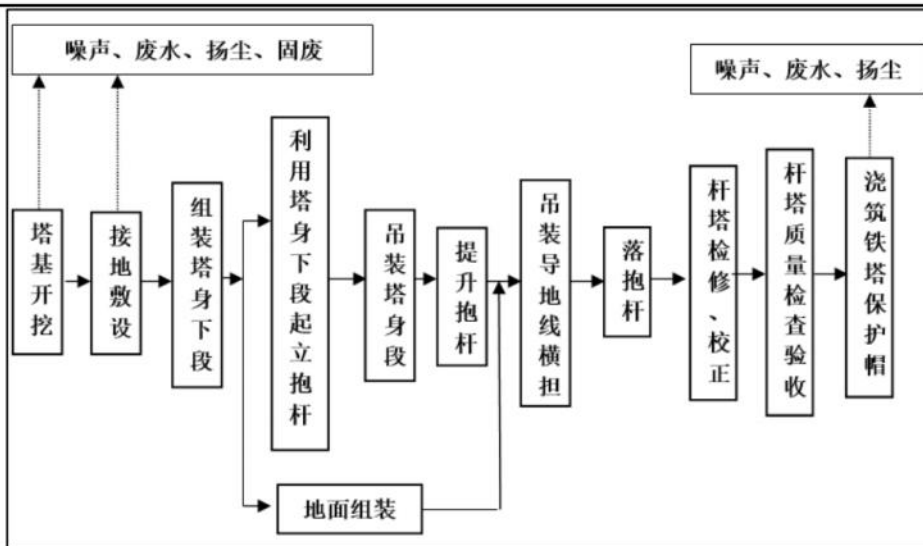 噪声、废水、扬尘、固废
噪声、废水、扬尘
塔基开挖
接地敷设
组装塔身下段
利用塔身下段起立抱杆
吊装塔身段
提升抱杆
吊装导地线横担
落抱杆
杆塔检修、校正
杆塔质量检查验收
浇筑铁塔保护帽
地面组装